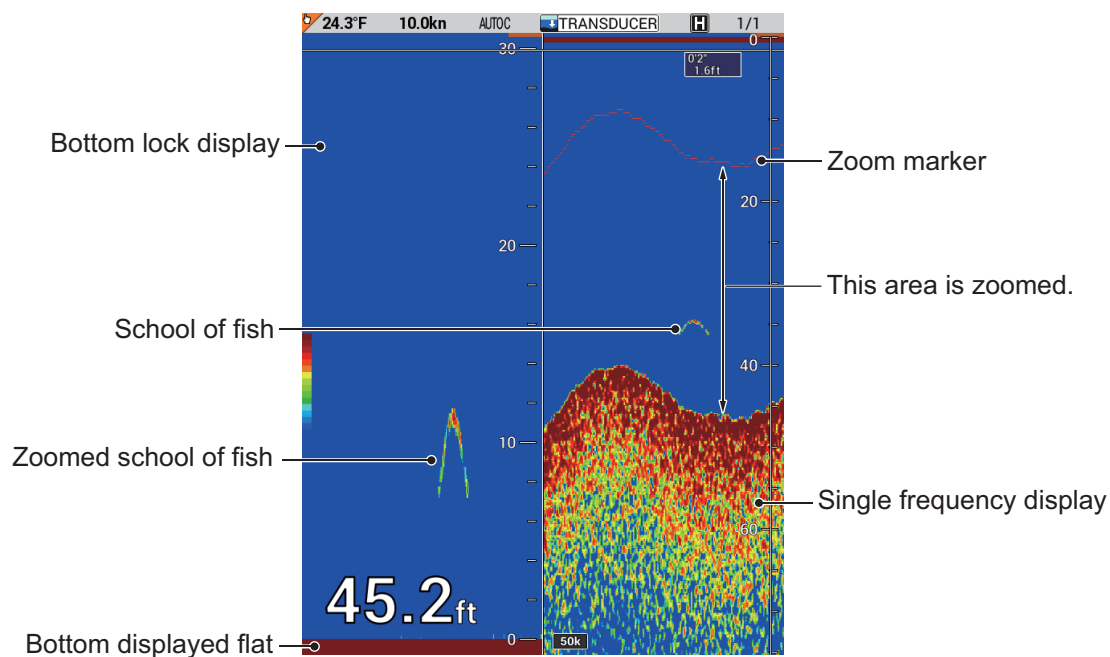 24.3°F 10.0kn AUTOC TRANSDUCER H 1/1
30 0
0'2"
1.6ft
Bottom lock display
Zoom marker
20
20
This area is zoomed.
School of fish
40
10
Zoomed school of fish
Single frequency display
60
45.2ft
Bottom displayed flat
0 50k